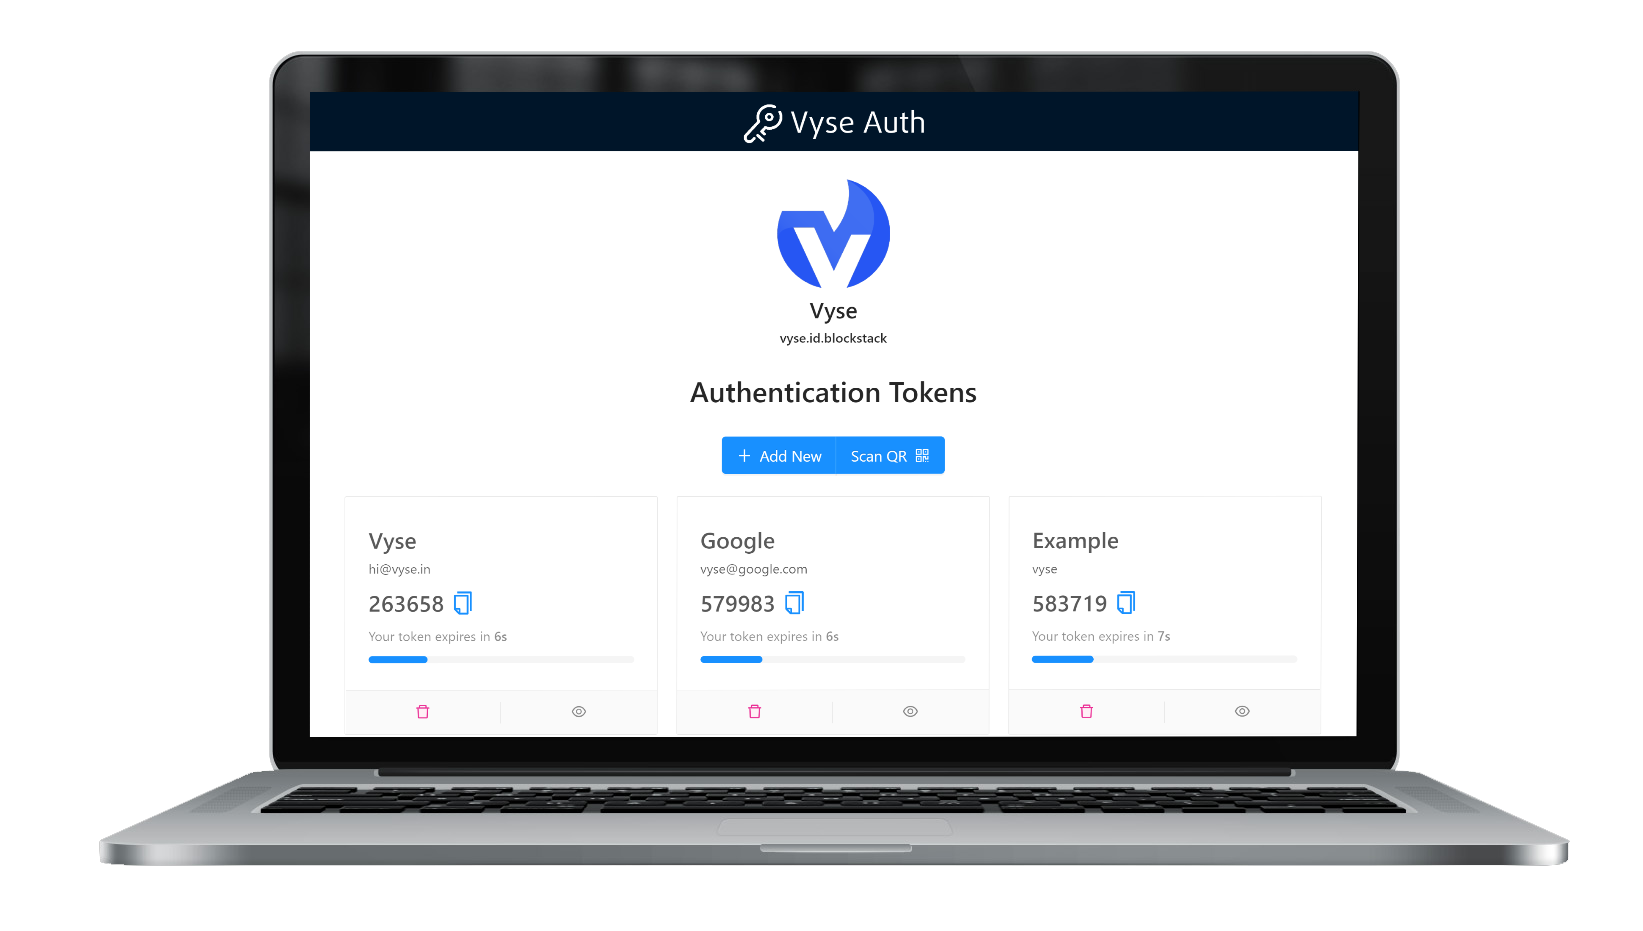 Vyse Auth
Vyse
vyse.id.blockstack
Authentication Tokens
Add New
Scan QR
Vyse
hi@vyse.in
263658
Your token expires in 6s
Google
vyse@google.com
579983
Your token expires in 6s
Example
vyse
583719
Your token expires in 7s